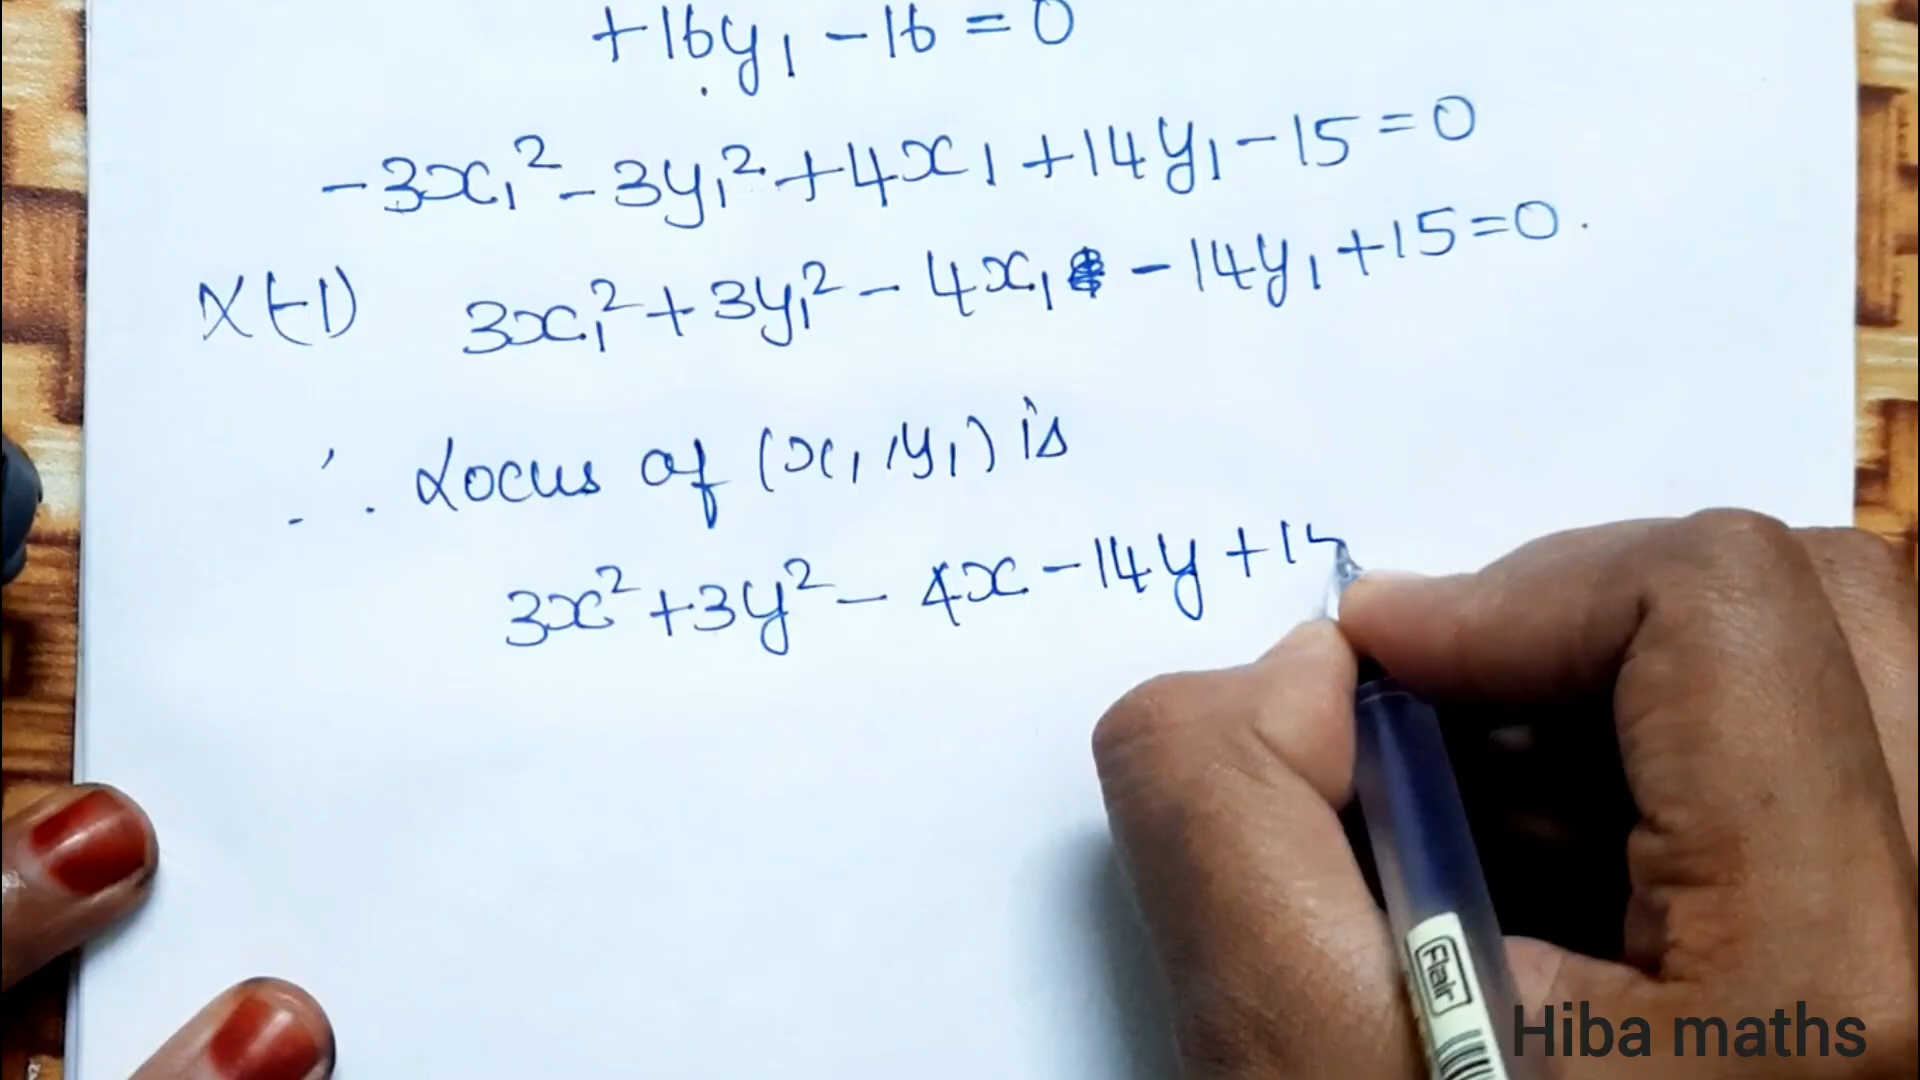 +16y₁ - 16 = 0
-3x₁² - 3y₁² + 4x₁ + 14y₁ - 15 = 0
X(-1) 3x₁² + 3y₁² - 4x₁ - 14y₁ + 15 = 0.
∴ Locus of (x₁, y₁) is
3x² + 3y² - 4x - 14y + 15
Flair
Hiba maths